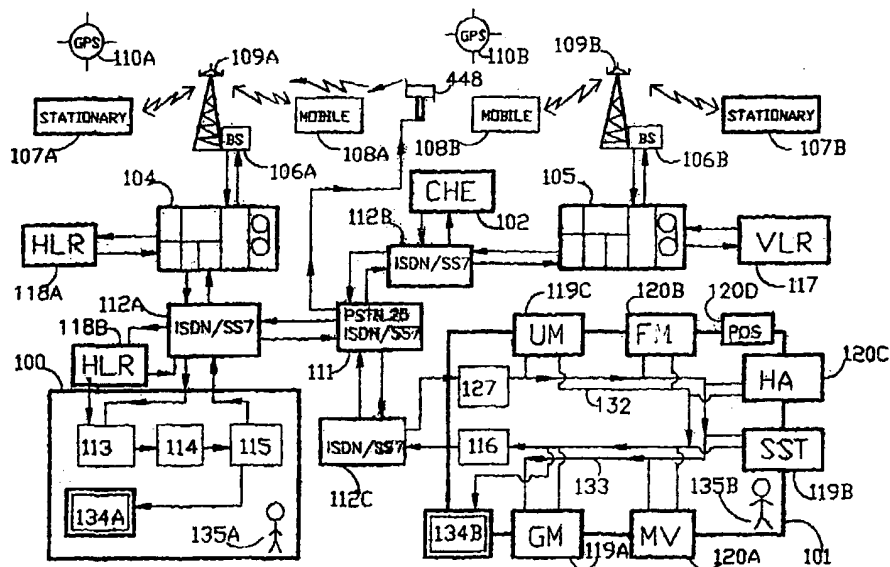 GPS
110A
109A
448
GPS
110B
109B
STATIONARY
107A
MOBILE
108A
MOBILE
108B
STATIONARY
107B
BS
106A
BS
106B
104
CHE
102
105
HLR
118A
112B
ISDN/SS7
VLR
117
112A
ISDN/SS7
118B
HLR
PSTN
ISDN/SS7
111
119C
UM
120B
FM
120D
POS
120C
HA
100
113
114
115
127
132
ISDN/SS7
112C
116
133
SST
119B
134A
135A
134B
GM
119A
MV
120A
135B
101